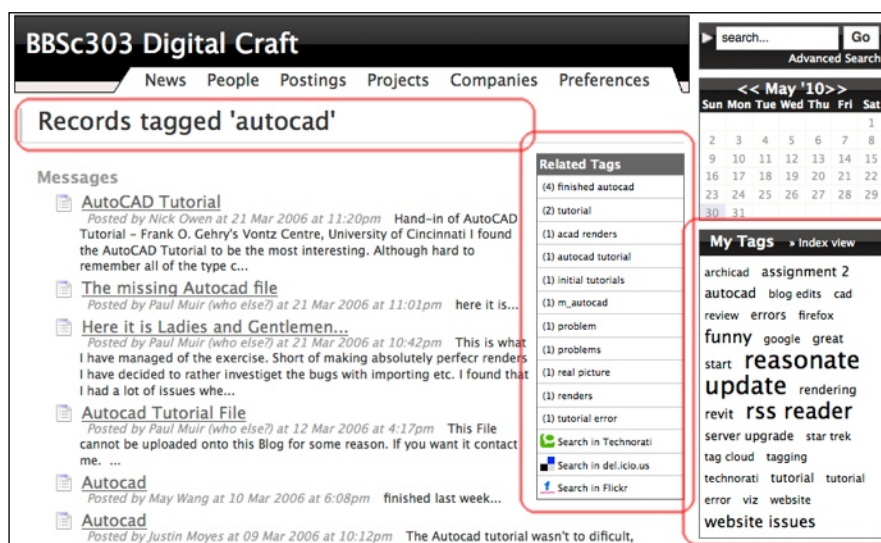 BBSc303 Digital Craft
News People Postings Projects Companies Preferences
Records tagged 'autocad'
Messages
AutoCAD Tutorial
Posted by Nick Owen at 21 Mar 2006 at 11:20pm Hand-in of AutoCAD
Tutorial - Frank O. Gehry's Vontz Centre, University of Cincinnati I found
the AutoCAD Tutorial to be the most interesting. Although hard to
remember all of the type c...
The missing Autocad file
Posted by Paul Muir (who else?) at 21 Mar 2006 at 11:01pm here it is...
Here it is Ladies and Gentlemen...
Posted by Paul Muir (who else?) at 21 Mar 2006 at 10:42pm This is what
I have managed of the exercise. Short of making absolutely perfecr renders
I have decided to rather investiget the bugs with importing etc. I found that
I had a lot of issues whe...
Autocad Tutorial File
Posted by Paul Muir (who else?) at 12 Mar 2006 at 4:17pm This File
cannot be uploaded onto this Blog for some reason. If you want it contact
me. ...
Autocad
Posted by May Wang at 10 Mar 2006 at 6:08pm finished last week...
Autocad
Posted by Justin Moyes at 09 Mar 2006 at 10:12pm The Autocad tutorial wasn't to dificult,
Related Tags
(4) finished autocad
(2) tutorial
(1) acad renders
(1) autocad tutorial
(1) initial tutorials
(1) m_autocad
(1) problem
(1) problems
(1) real picture
(1) renders
(1) tutorial error
Search in Technorati
Search in del.icio.us
Search in Flickr
search... Go
Advanced Search
<< May '10>>
Sun Mon Tue Wed Thu Fri Sat
1
2 3 4 5 6 7 8
9 10 11 12 13 14 15
16 17 18 19 20 21 22
23 24 25 26 27 28 29
30 31
My Tags » Index view
archicad assignment 2
autocad blog edits cad
review errors firefox
funny google great
start reasonate
update rendering
revit rss reader
server upgrade star trek
tag cloud tagging
technorati tutorial tutorial
error viz website
website issues